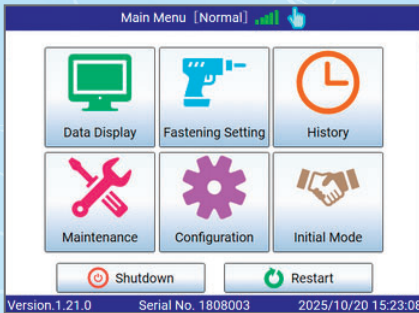 Main Menu [Normal]
Data Display
Fastening Setting
History
Maintenance
Configuration
Initial Mode
Shutdown
Restart
Version.1.21.0
Serial No. 1808003
2025/10/20 15:23:08